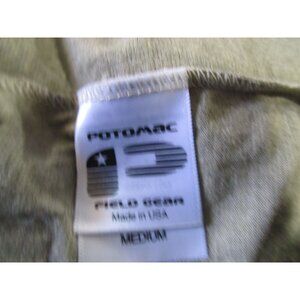 POTOMAC
FIELD GEAR
Made in USA
MEDIUM